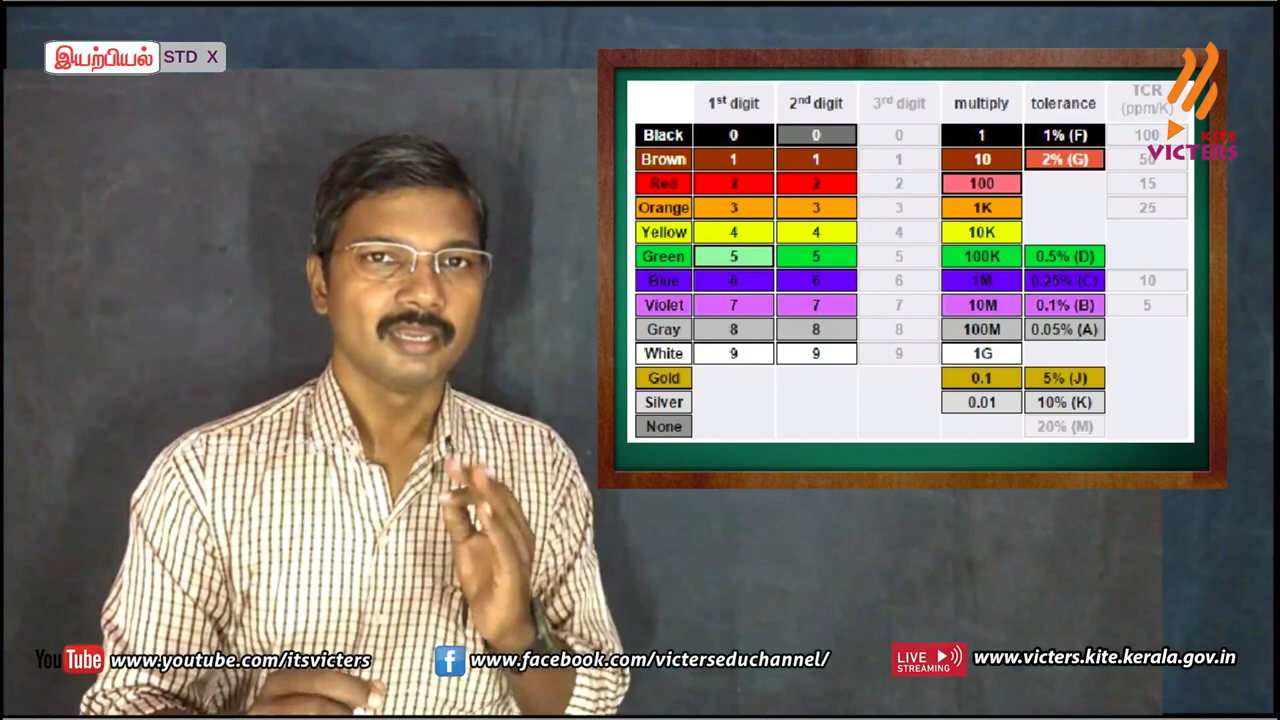 இயற்பியல் STD X
1st digit 2nd digit 3rd digit multiply tolerance TCR (ppm/K)
Black 0 0 0 1 1% (F) 100
Brown 1 1 1 10 2% (G) 50
Red 2 2 2 100 15
Orange 3 3 3 1K 25
Yellow 4 4 4 10K
Green 5 5 5 100K 0.5% (D)
Blue 6 6 6 1M 0.25% (C) 10
Violet 7 7 7 10M 0.1% (B) 5
Gray 8 8 8 100M 0.05% (A)
White 9 9 9 1G
Gold 0.1 5% (J)
Silver 0.01 10% (K)
None 20% (M)
KITE
VICTERS
YouTube www.youtube.com/itsvicters
f www.facebook.com/victerseduchannel/
LIVE STREAMING www.victers.kite.kerala.gov.in